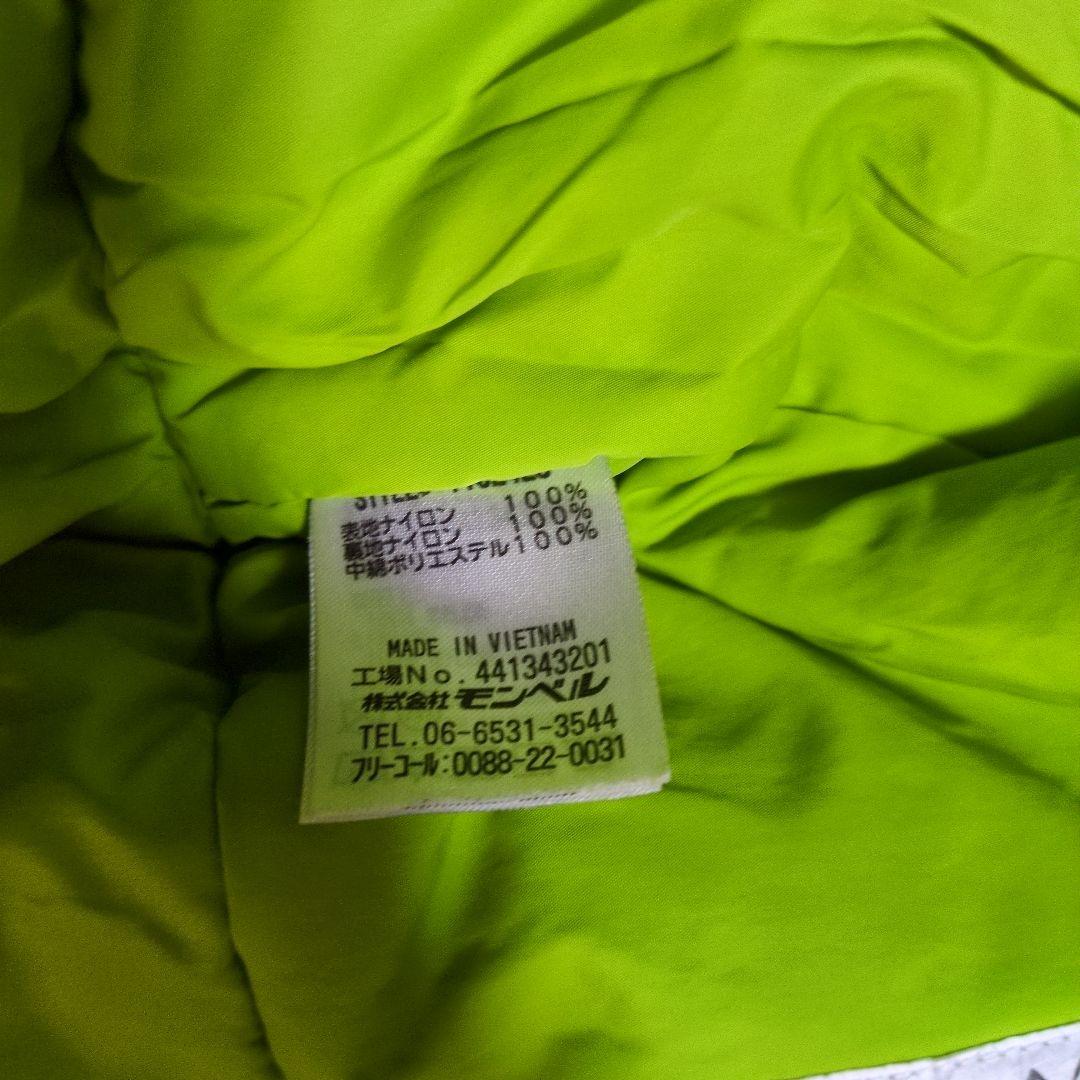 表地ナイロン 100%
裏地ナイロン 100%
中綿ポリエステル100%
MADE IN VIETNAM
工場No.441343201
株式会社モンベル
TEL.06-6531-3544
フリーコール:0088-22-0031